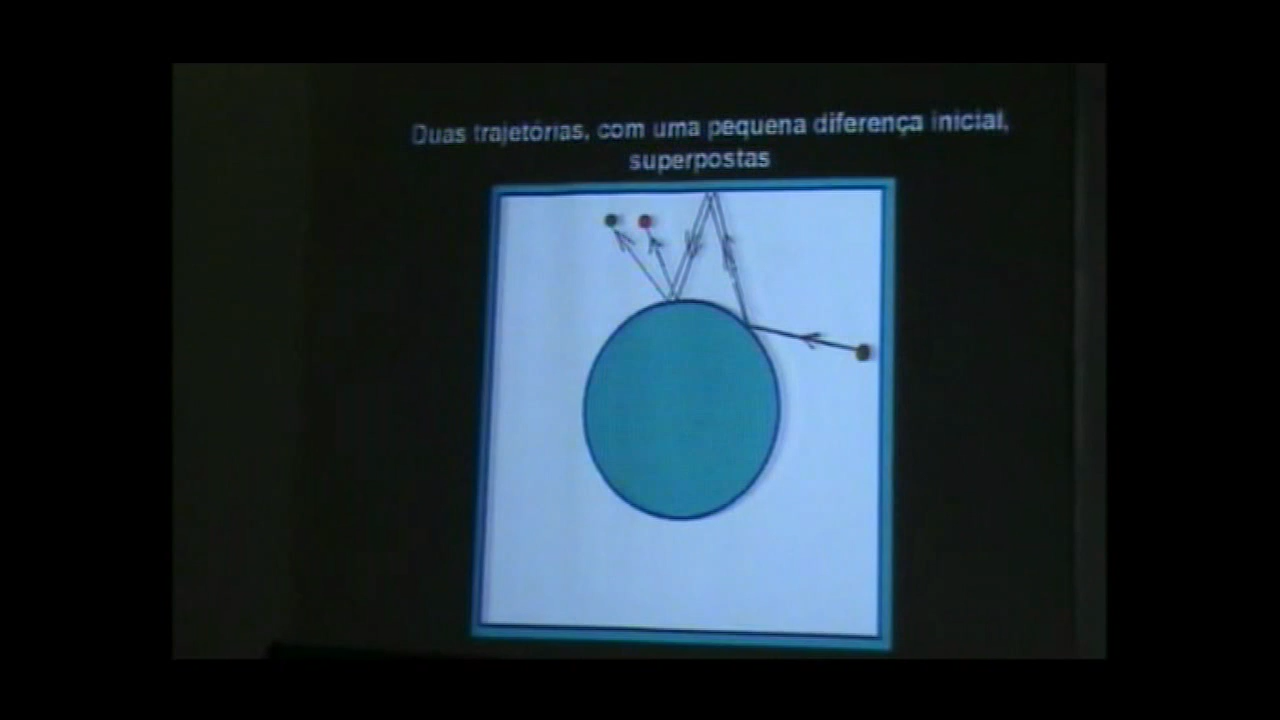 Duas trajetórias, com uma pequena diferença inicial,
superpostas